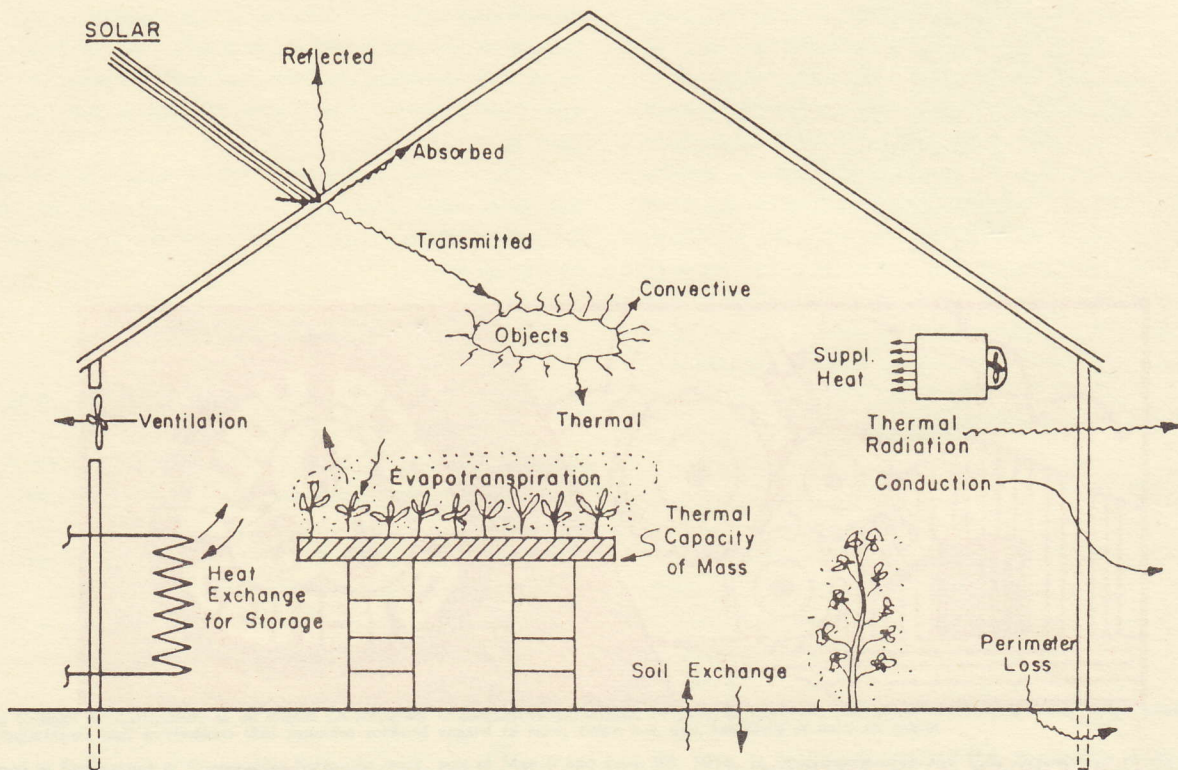 SOLAR
Reflected
Absorbed
Transmitted
Convective
Objects
Suppl.
Heat
Thermal
Ventilation
Thermal
Radiation
Evapotranspiration
Conduction
Thermal
Capacity
of Mass
Heat
Exchange
for Storage
Perimeter
Loss
Soil Exchange